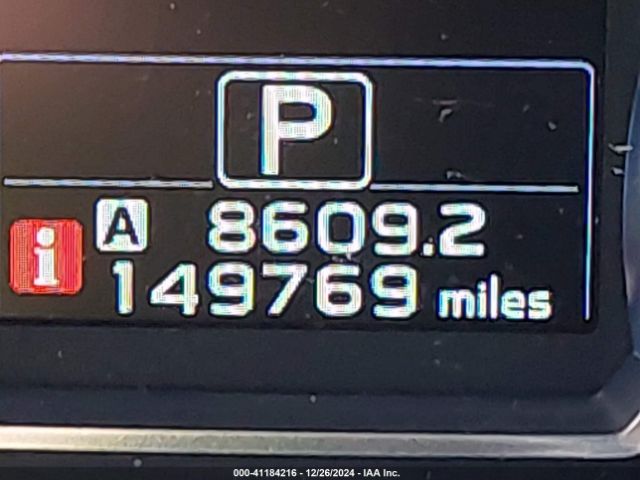 P
A 8609.2
i 149769 miles
000-41184216 - 12/26/2024 - IAA Inc.